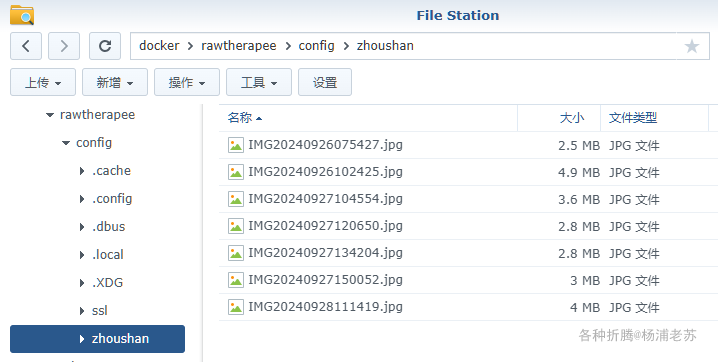 File Station
docker rawtherapee config zhoushan
上传 新增 操作 工具 设置
rawtherapee
config
.cache
.config
.dbus
.local
.XDG
ssl
zhoushan
名称 大小 文件类型
IMG20240926075427.jpg 2.5 MB JPG 文件
IMG20240926102425.jpg 4.9 MB JPG 文件
IMG20240927104554.jpg 3.6 MB JPG 文件
IMG20240927120650.jpg 2.8 MB JPG 文件
IMG20240927134204.jpg 2.8 MB JPG 文件
IMG20240927150052.jpg 3 MB JPG 文件
IMG20240928111419.jpg 4 MB JPG 文件
各种折腾@杨浦老苏